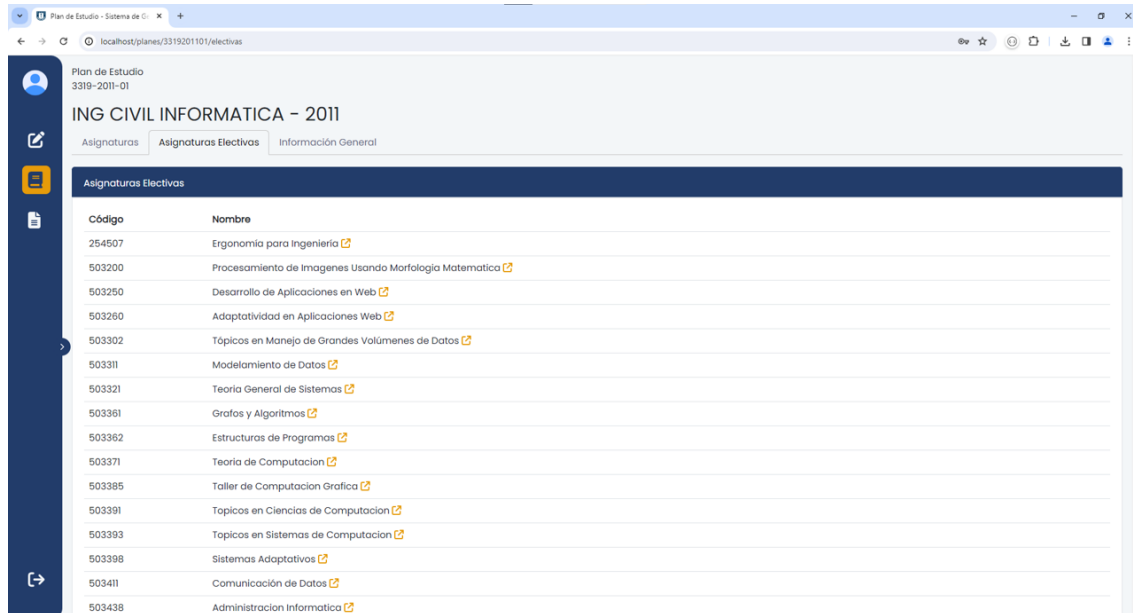 Plan de Estudio - Sistema de Ge
localhost/planes/3319201101/electivas
Plan de Estudio
3319-2011-01
ING CIVIL INFORMATICA - 2011
Asignaturas Asignaturas Electivas Información General
Asignaturas Electivas
Código Nombre
254507 Ergonomía para Ingeniería
503200 Procesamiento de Imagenes Usando Morfologia Matematica
503250 Desarrollo de Aplicaciones en Web
503260 Adaptatividad en Aplicaciones Web
503302 Tópicos en Manejo de Grandes Volúmenes de Datos
503311 Modelamiento de Datos
503321 Teoria General de Sistemas
503361 Grafos y Algoritmos
503362 Estructuras de Programas
503371 Teoria de Computacion
503385 Taller de Computacion Grafica
503391 Topicos en Ciencias de Computacion
503393 Topicos en Sistemas de Computacion
503398 Sistemas Adaptativos
503411 Comunicación de Datos
503438 Administracion Informatica